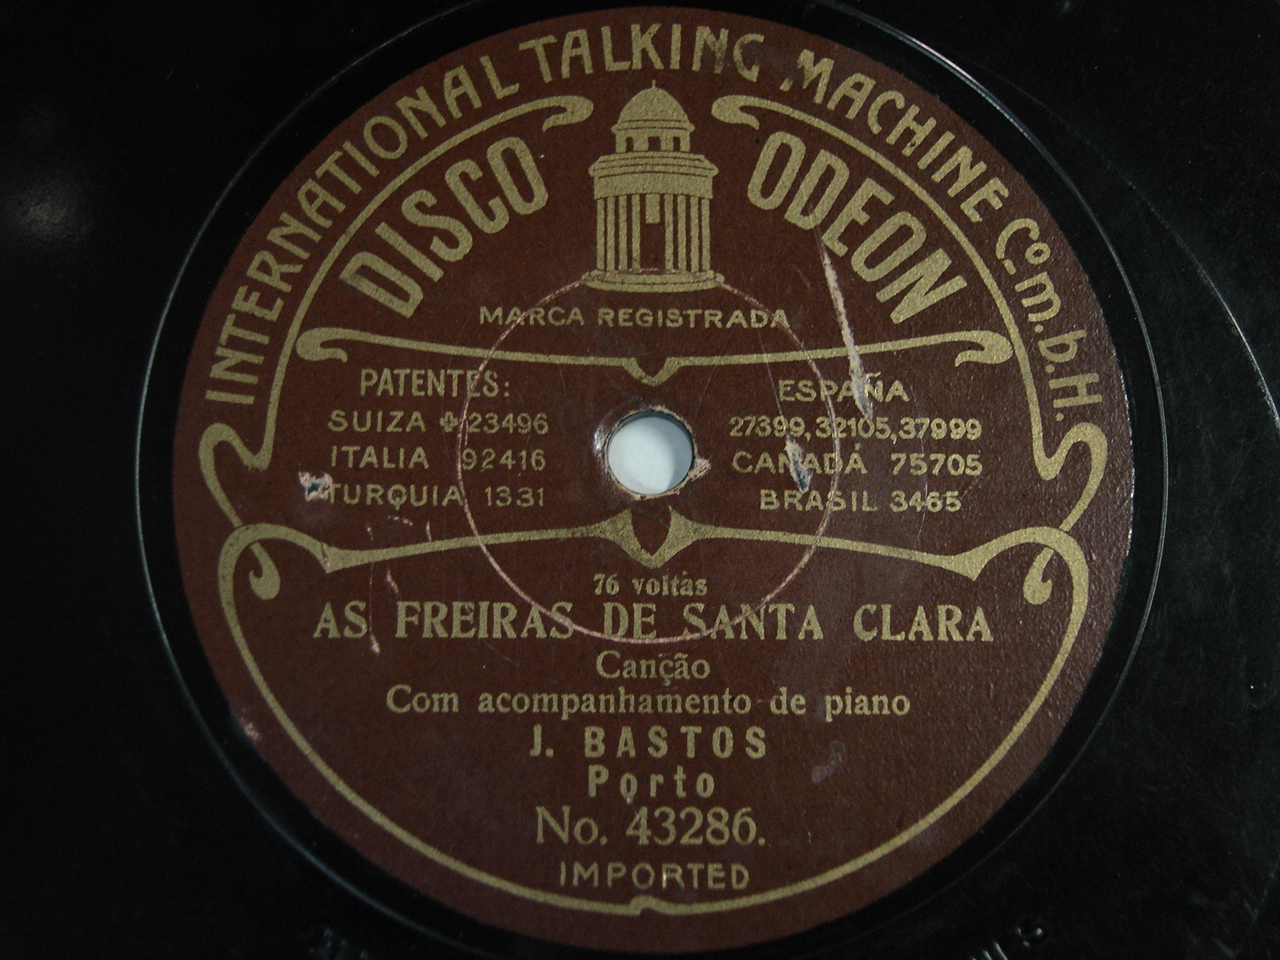 INTERNATIONAL TALKING MACHINE Co. m. b. H.
DISCO ODEON
MARCA REGISTRADA
PATENTES:
SUIZA ✚ 23496
ITALIA 92416
TURQUIA 1331
ESPAÑA
27399, 32105, 37999
CANADÁ 75705
BRASIL 3465
76 voltas
AS FREIRAS DE SANTA CLARA
Canção
Com acompanhamento de piano
J. BASTOS
Porto
No. 43286.
IMPORTED